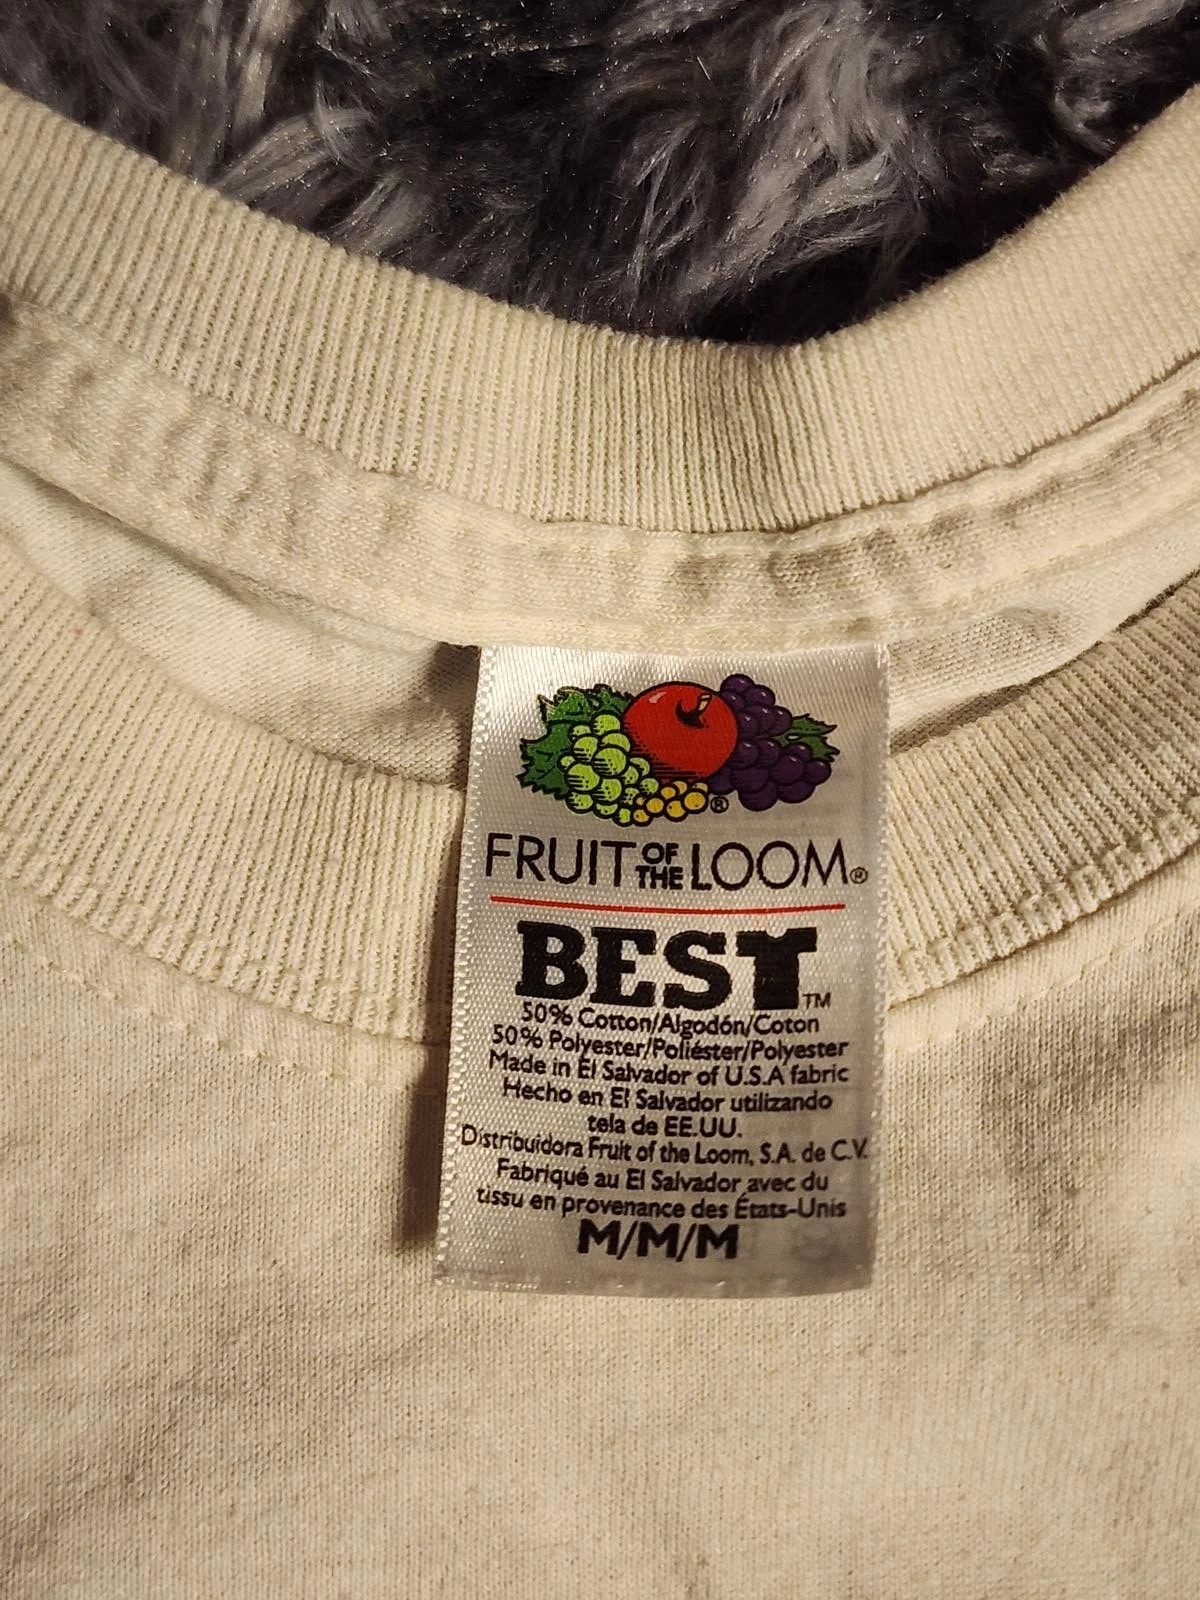 ®
FRUIT OF THE LOOM®
BEST™
50% Cotton/Algodón/Coton
50% Polyester/Poliéster/Polyester
Made in El Salvador of U.S.A fabric
Hecho en El Salvador utilizando
tela de EE.UU.
Distribuidora Fruit of the Loom, S.A. de C.V.
Fabriqué au El Salvador avec du
tissu en provenance des États-Unis
M/M/M